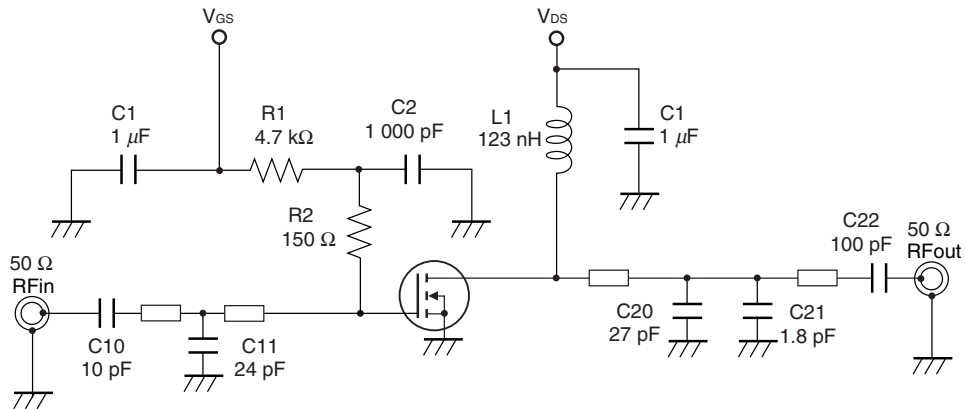 VGS
VDS
C1
1 μF
R1
4.7 kΩ
C2
1 000 pF
L1
123 nH
C1
1 μF
R2
150 Ω
C22
100 pF
50 Ω
RFout
50 Ω
RFin
C10
10 pF
C11
24 pF
C20
27 pF
C21
1.8 pF